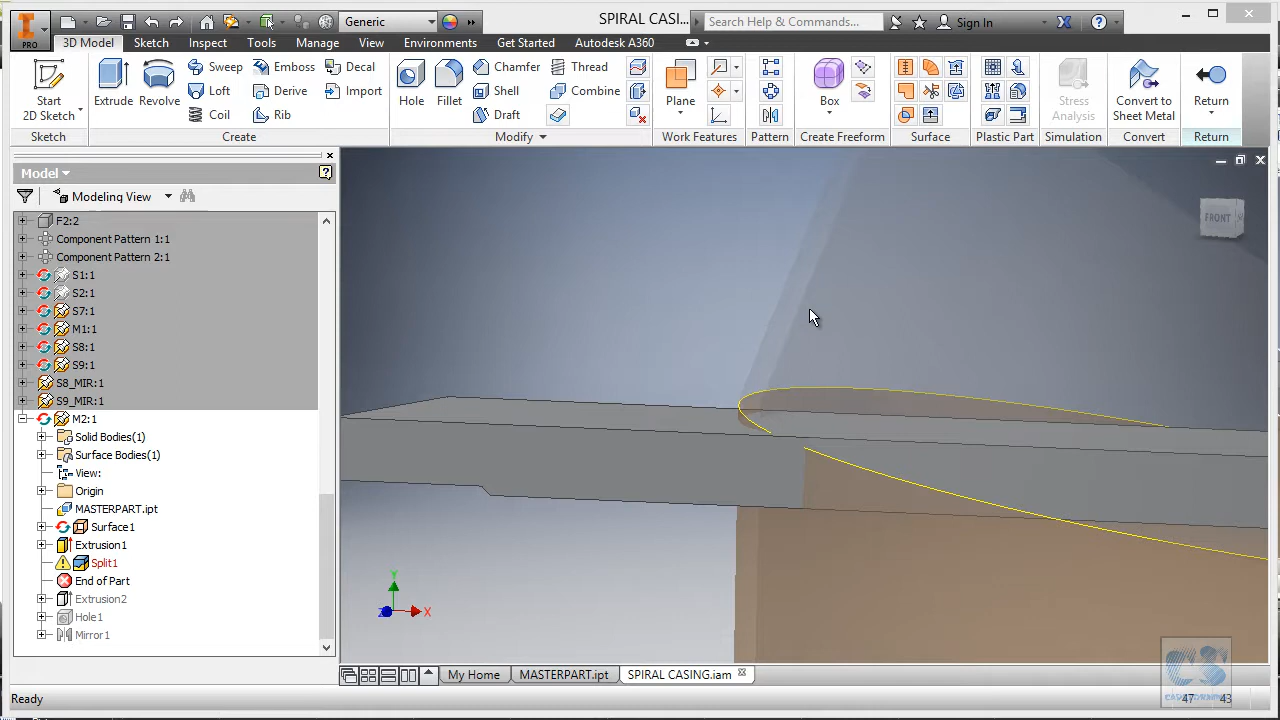 PRO
Generic
SPIRAL CASING...
Search Help & Commands...
Sign In
3D Model Sketch Inspect Tools Manage View Environments Get Started Autodesk A360
Start
2D Sketch
Extrude
Revolve
Sweep
Emboss
Decal
Loft
Derive
Coil
Rib
Hole
Fillet
Chamfer
Thread
Shell
Combine
Draft
Plane
Box
Stress
Analysis
Convert to
Sheet Metal
Return
Sketch
Create
Modify
Work Features
Pattern
Create Freeform
Surface
Plastic Part
Simulation
Convert
Return
Model
Modeling View
F2:2
Component Pattern 1:1
Component Pattern 2:1
S1:1
S2:1
S7:1
M1:1
S8:1
S9:1
S8_MIR:1
S9_MIR:1
M2:1
Solid Bodies(1)
Surface Bodies(1)
View:
Origin
MASTERPART.ipt
Surface1
Extrusion1
Split1
End of Part
Extrusion2
Hole1
Mirror1
FRONT
Y
X
My Home
MASTERPART.ipt
SPIRAL CASING.iam
Ready
47 43